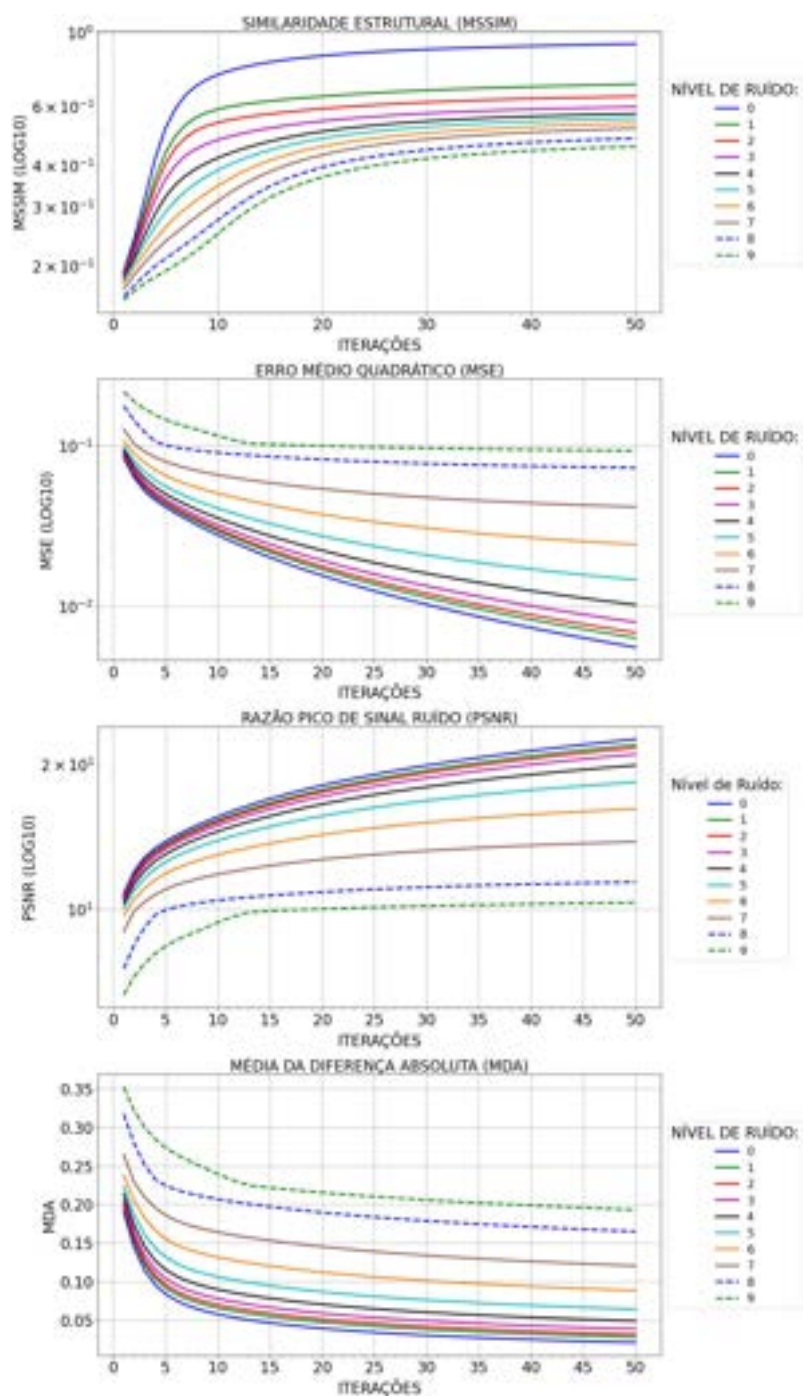 SIMILARIDADE ESTRUTURAL (MSSIM)
10⁰
6 × 10⁻¹
4 × 10⁻¹
3 × 10⁻¹
2 × 10⁻¹
MSSIM (LOG10)
0 10 20 30 40 50
ITERAÇÕES
NÍVEL DE RUÍDO:
0
1
2
3
4
5
6
7
8
9
ERRO MÉDIO QUADRÁTICO (MSE)
10⁻¹
10⁻²
MSE (LOG10)
0 5 10 15 20 25 30 35 40 45 50
ITERAÇÕES
NÍVEL DE RUÍDO:
0
1
2
3
4
5
6
7
8
9
RAZÃO PICO DE SINAL RUÍDO (PSNR)
2 × 10¹
10¹
PSNR (LOG10)
0 5 10 15 20 25 30 35 40 45 50
ITERAÇÕES
Nível de Ruído:
0
1
2
3
4
5
6
7
8
9
MÉDIA DA DIFERENÇA ABSOLUTA (MDA)
0.35
0.30
0.25
0.20
0.15
0.10
0.05
MDA
0 5 10 15 20 25 30 35 40 45 50
ITERAÇÕES
NÍVEL DE RUÍDO:
0
1
2
3
4
5
6
7
8
9